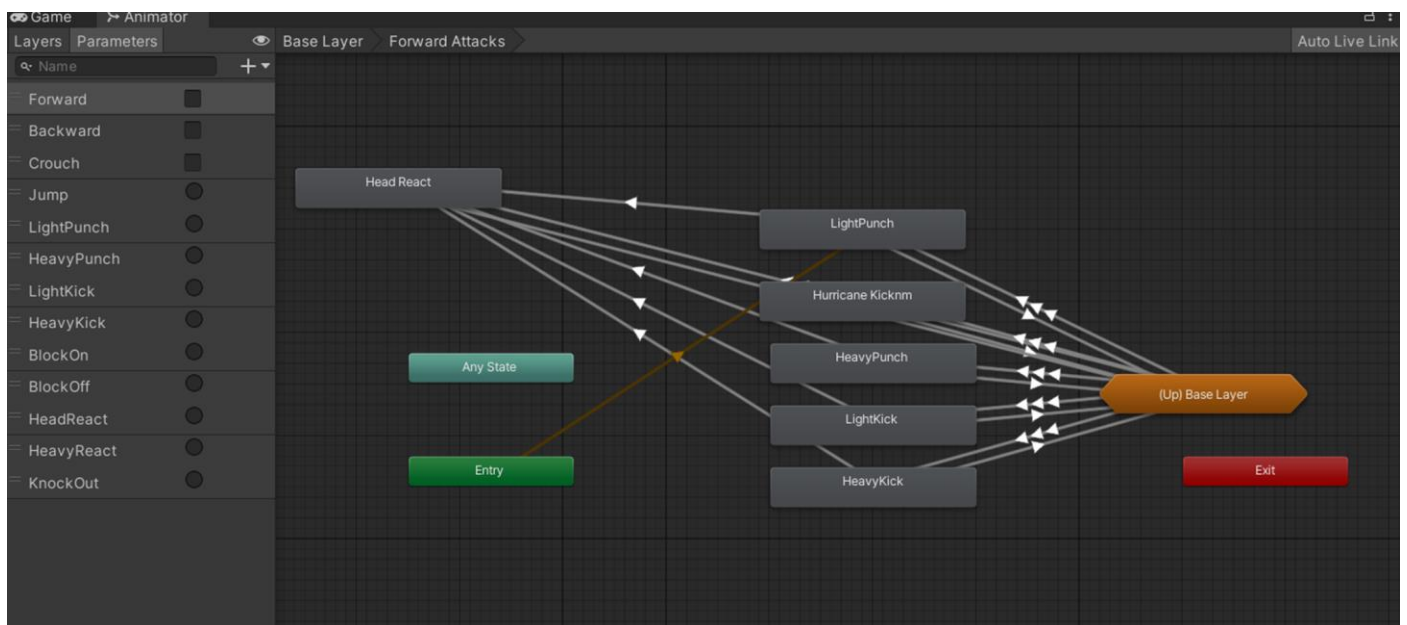 Game Animator
Layers Parameters Base Layer Forward Attacks Auto Live Link
Name
Forward
Backward
Crouch
Jump
LightPunch
HeavyPunch
LightKick
HeavyKick
BlockOn
BlockOff
HeadReact
HeavyReact
KnockOut
Head React
LightPunch
Hurricane Kicknm
HeavyPunch
Any State
(Up) Base Layer
LightKick
Entry
HeavyKick
Exit